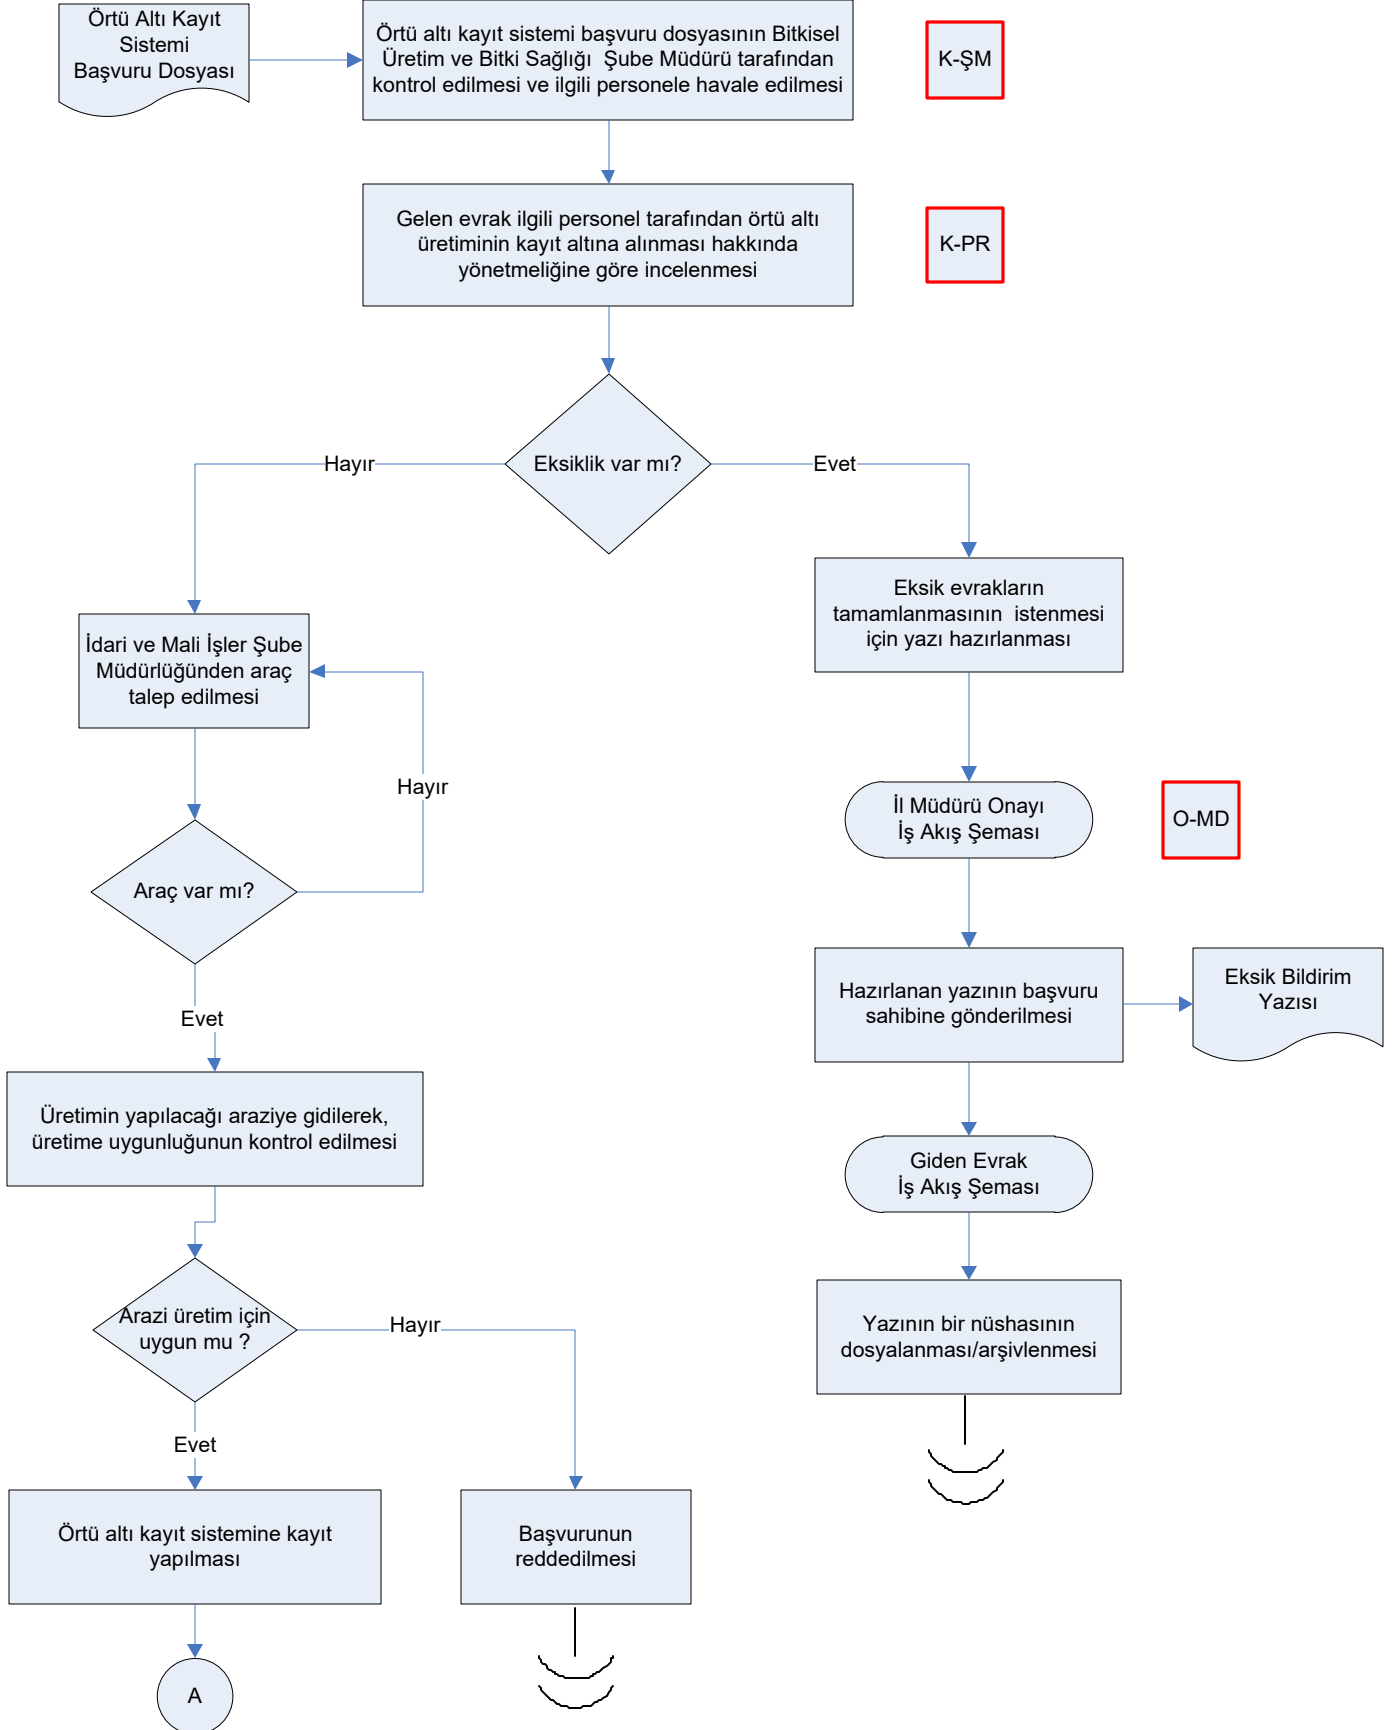 Örtü Altı Kayıt
Sistemi
Başvuru Dosyası
Örtü altı kayıt sistemi başvuru dosyasının Bitkisel
Üretim ve Bitki Sağlığı  Şube Müdürü tarafından
kontrol edilmesi ve ilgili personele havale edilmesi
K-ŞM
Gelen evrak ilgili personel tarafından örtü altı
üretiminin kayıt altına alınması hakkında
yönetmeliğine göre incelenmesi
K-PR
Eksiklik var mı?
Hayır
Evet
Eksik evrakların
tamamlanmasının  istenmesi
için yazı hazırlanması
İdari ve Mali İşler Şube
Müdürlüğünden araç
talep edilmesi
Hayır
İl Müdürü Onayı
İş Akış Şeması
O-MD
Araç var mı?
Evet
Hazırlanan yazının başvuru
sahibine gönderilmesi
Eksik Bildirim
Yazısı
Üretimin yapılacağı araziye gidilerek,
üretime uygunluğunun kontrol edilmesi
Giden Evrak
İş Akış Şeması
Arazi üretim için
uygun mu ?
Hayır
Yazının bir nüshasının
dosyalanması/arşivlenmesi
Evet
Örtü altı kayıt sistemine kayıt
yapılması
Başvurunun
reddedilmesi
A